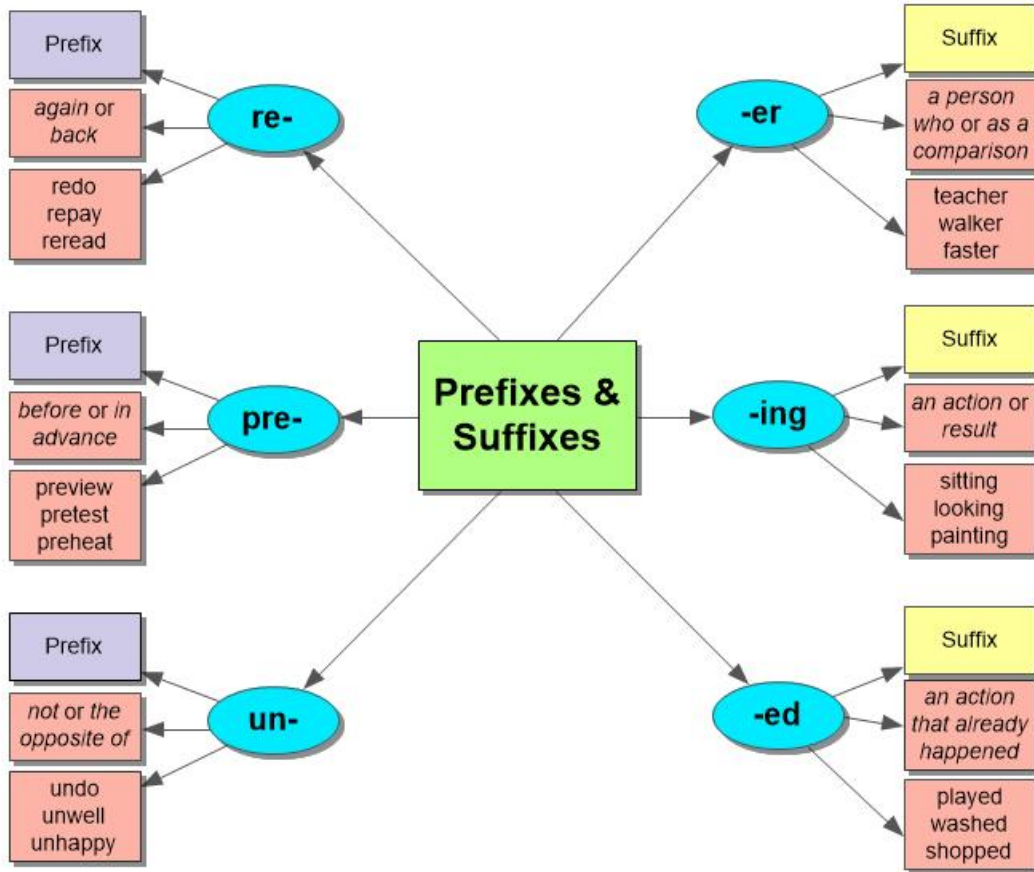 Prefixes &
Suffixes
re-
Prefix
again or
back
redo
repay
reread
pre-
Prefix
before or in
advance
preview
pretest
preheat
un-
Prefix
not or the
opposite of
undo
unwell
unhappy
-er
Suffix
a person
who or as a
comparison
teacher
walker
faster
-ing
Suffix
an action or
result
sitting
looking
painting
-ed
Suffix
an action
that already
happened
played
washed
shopped